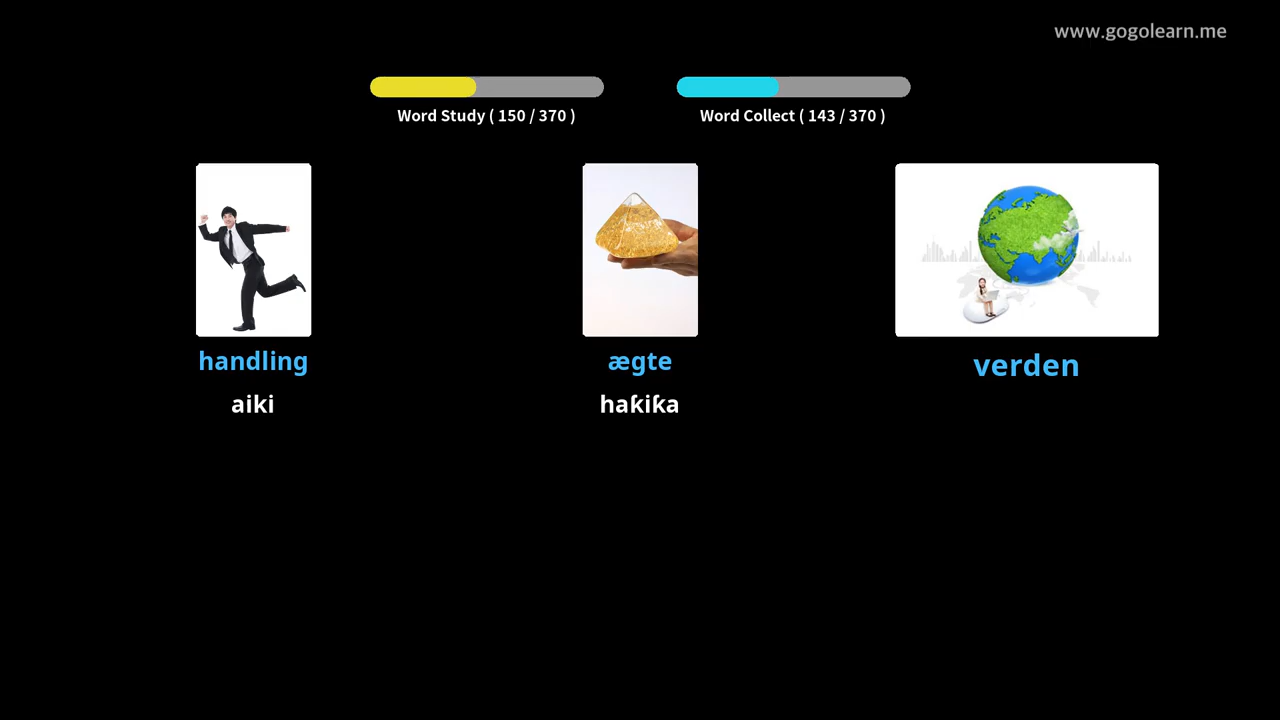 www.gogolearn.me
Word Study ( 150 / 370 )
Word Collect ( 143 / 370 )
handling
ægte
verden
aiki
haƙiƙa